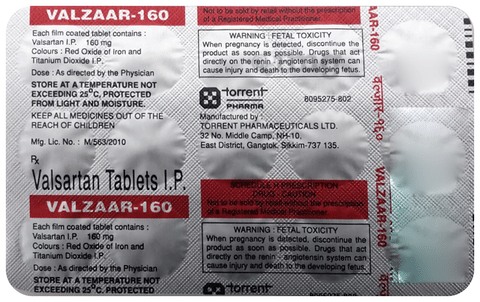 VALZAAR-160
Each film coated tablet contains :
Valsartan I.P. 160 mg
Colours : Red Oxide of Iron and
Titanium Dioxide I.P.
Dose : As directed by the Physician
STORE AT A TEMPERATURE NOT
EXCEEDING 25°C, PROTECTED
FROM LIGHT AND MOISTURE.
KEEP ALL MEDICINES OUT OF THE
REACH OF CHILDREN
Mfg. Lic. No. : M/563/2010
Rx
Valsartan Tablets I.P.
VALZAAR-160
Each film coated tablet contains :
Valsartan I.P. 160 mg
Colours : Red Oxide of Iron and
Titanium Dioxide I.P.
Dose : As directed by the Physician
STORE AT A TEMPERATURE NOT
EXCEEDING 25°C, PROTECTED
Not to be sold by retail without the prescription
of a Registered Medical Practitioner.
WARNING : FETAL TOXICITY
When pregnancy is detected, discontinue the
product as soon as possible. Drugs that act
directly on the renin - angiotensin system can
cause injury and death to the developing fetus.
torrent
PHARMA
8095275-802
Manufactured by :
TORRENT PHARMACEUTICALS LTD.
32 No. Middle Camp, NH-10,
East District, Gangtok, Sikkim-737 135.
SCHEDULE H PRESCRIPTION
DRUG - CAUTION
Not to be sold by retail without the prescription
of a Registered Medical Practitioner.
WARNING : FETAL TOXICITY
When pregnancy is detected, discontinue the
product as soon as possible. Drugs that act
directly on the renin - angiotensin system can
cause injury and death to the developing fetus.
torrent
AAR-160
वल्ज़ार-१६०
VALZAAR-160